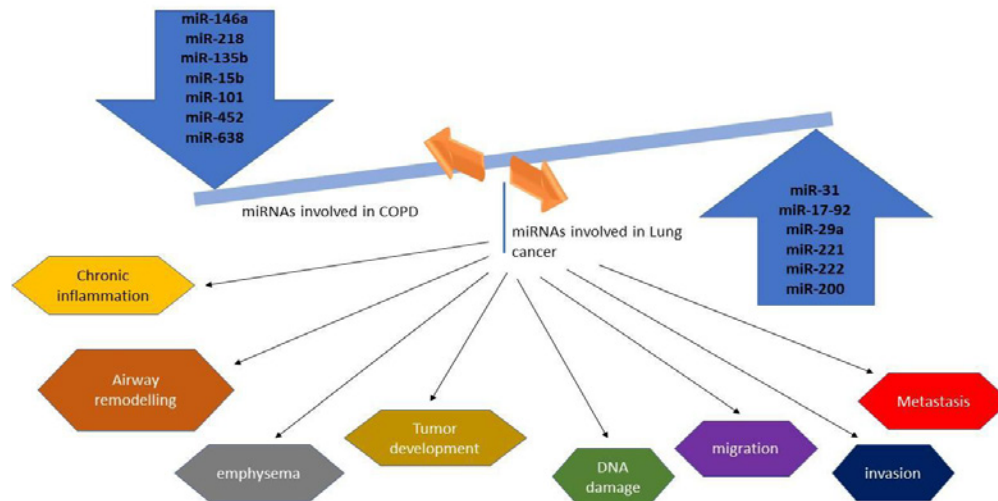 miR-146a
miR-218
miR-135b
miR-15b
miR-101
miR-452
miR-638
miRNAs involved in COPD
miRNAs involved in Lung
cancer
miR-31
miR-17-92
miR-29a
miR-221
miR-222
miR-200
Chronic
inflammation
Airway
remodelling
emphysema
Tumor
development
DNA
damage
migration
invasion
Metastasis